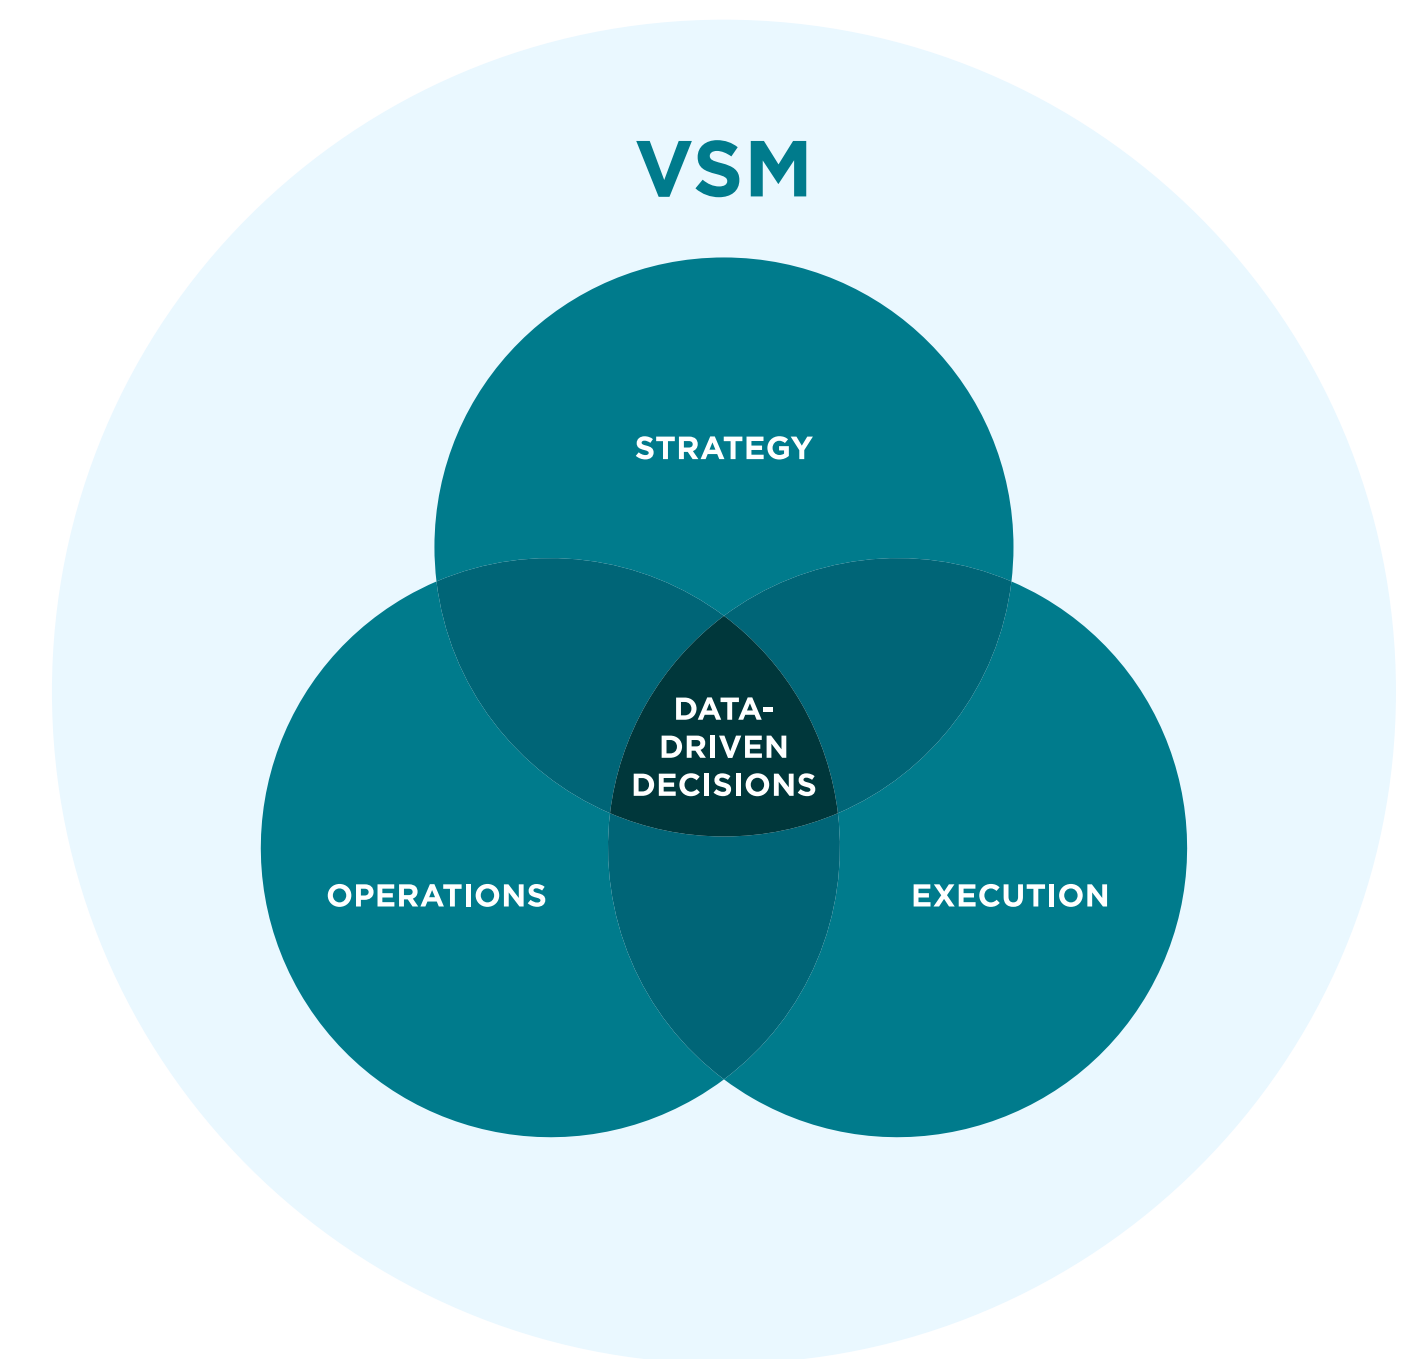 VSM
STRATEGY
DATA-
DRIVEN
DECISIONS
OPERATIONS
EXECUTION